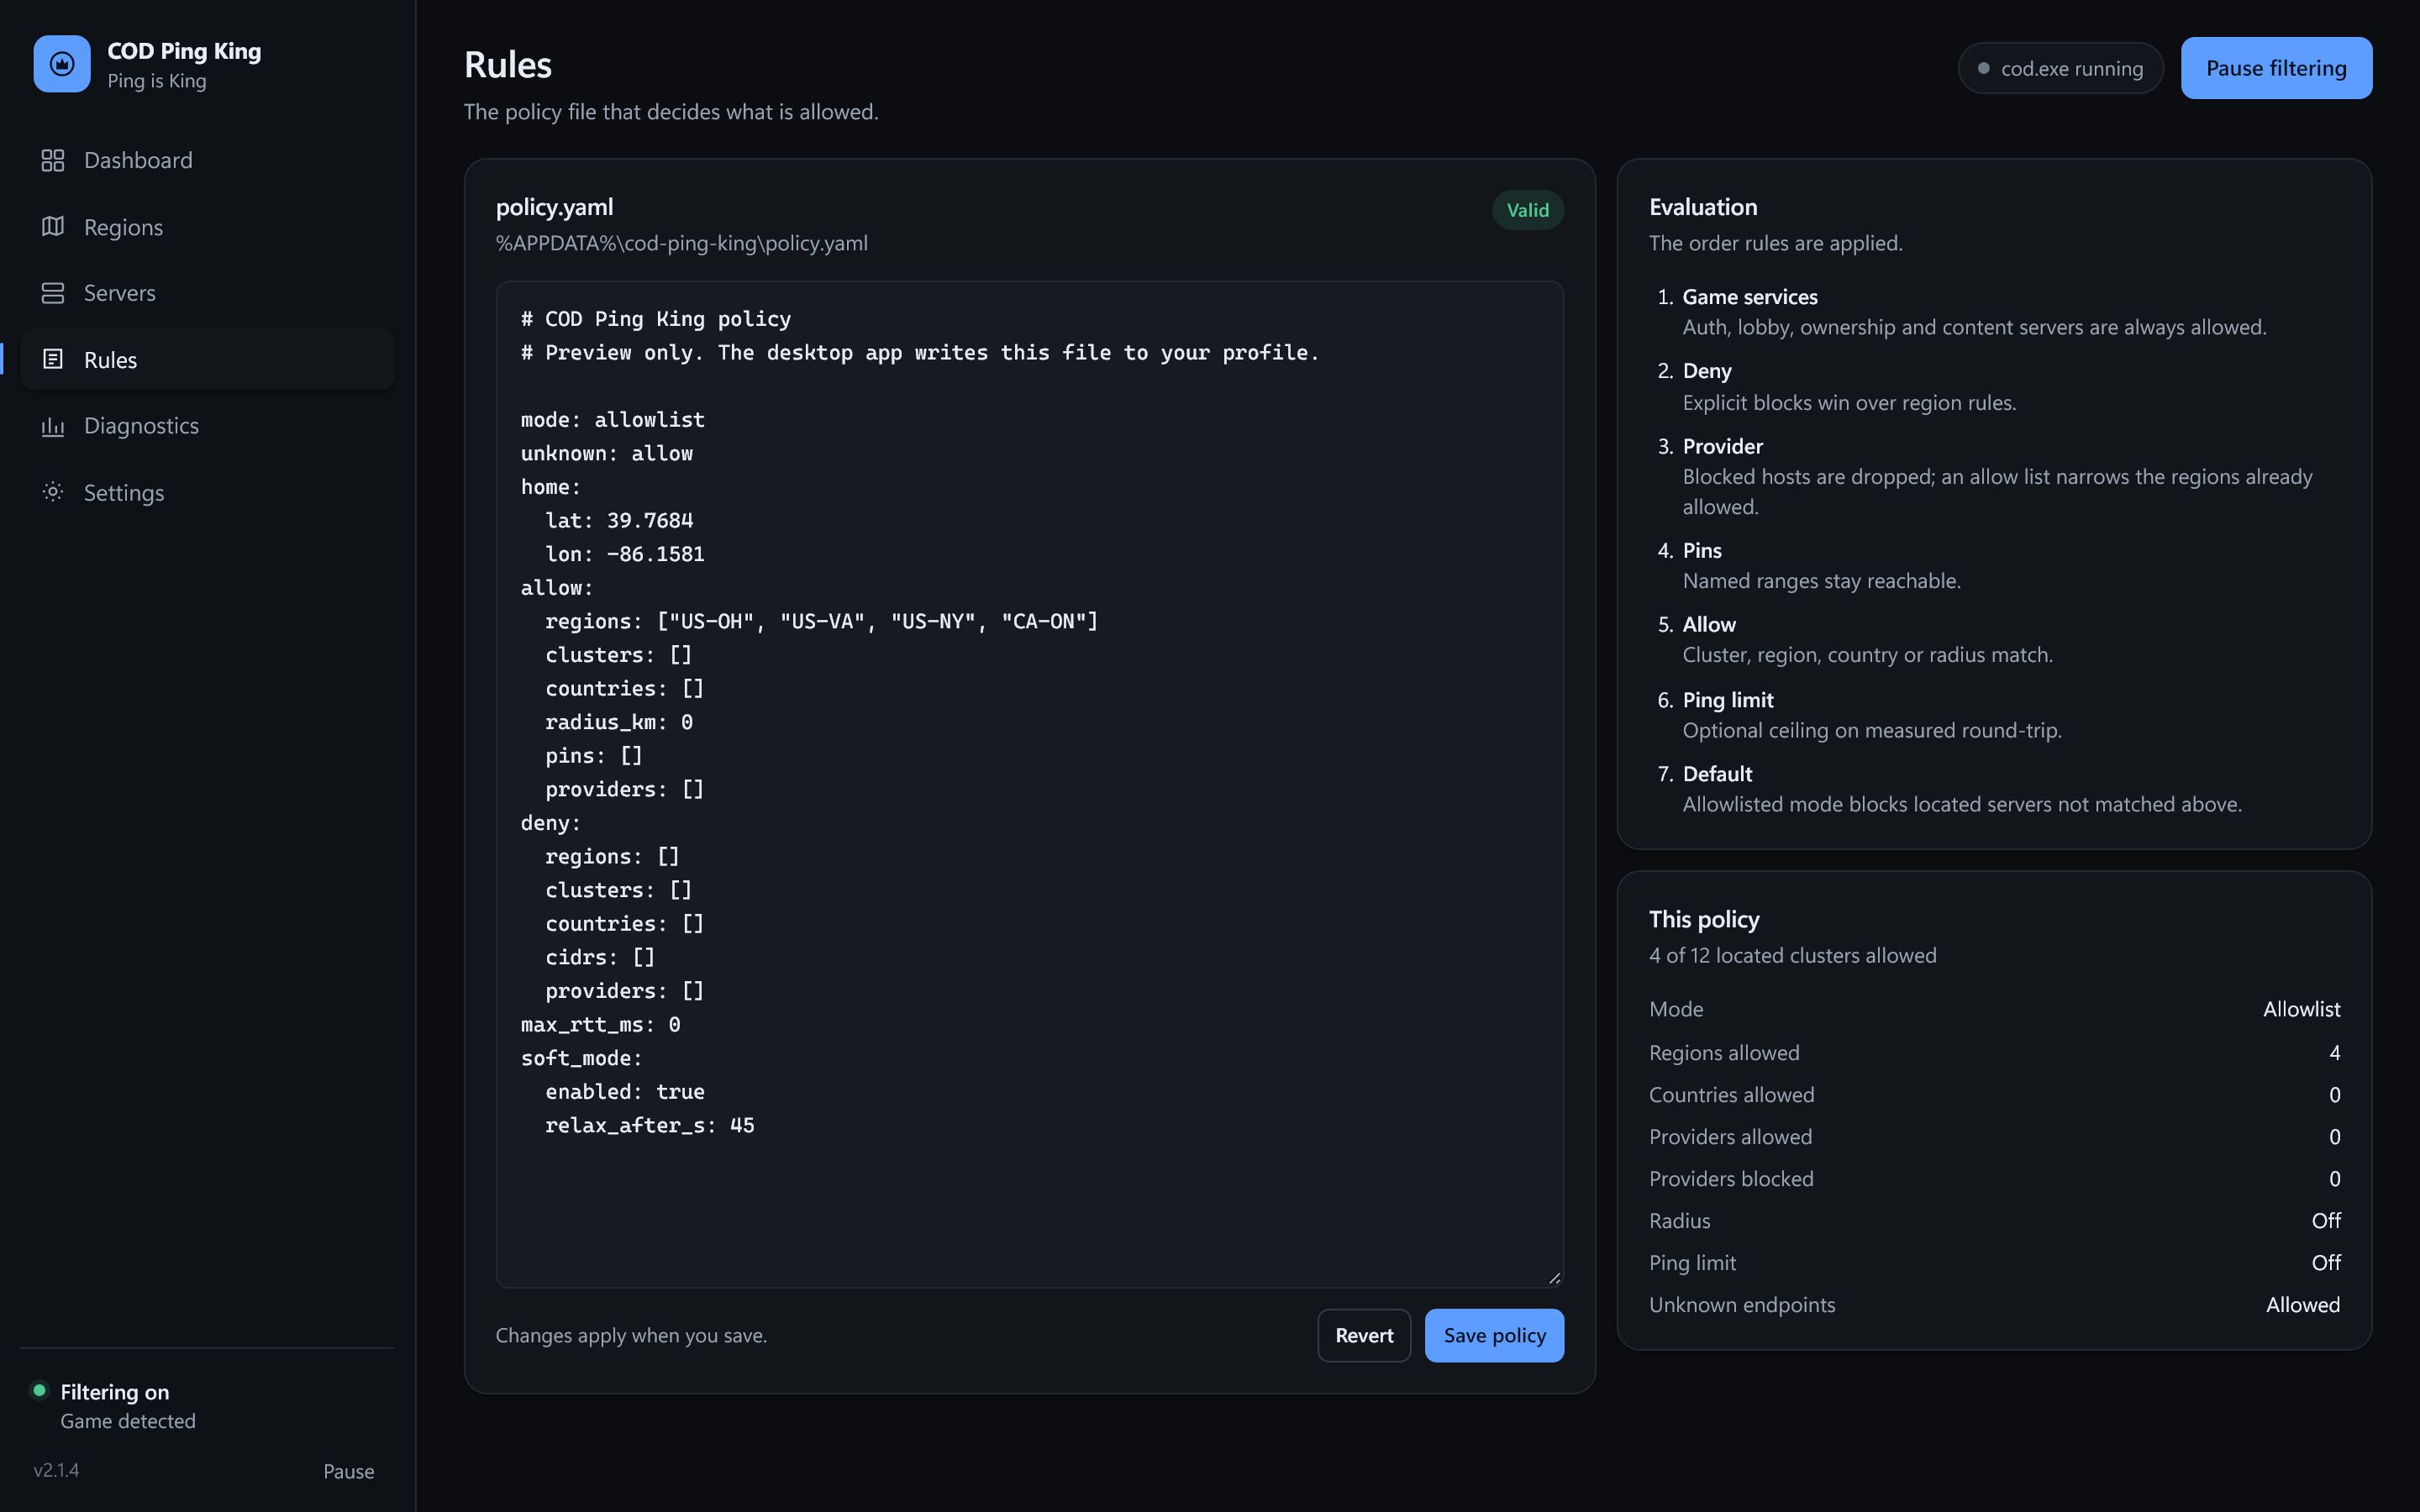 COD Ping King
Ping is King
Dashboard
Regions
Servers
Rules
Diagnostics
Settings
Filtering on
Game detected
v2.1.4
Pause
Rules
The policy file that decides what is allowed.
cod.exe running
Pause filtering
policy.yaml
%APPDATA%\cod-ping-king\policy.yaml
Valid
# COD Ping King policy
# Preview only. The desktop app writes this file to your profile.
mode: allowlist
unknown: allow
home:
  lat: 39.7684
  lon: -86.1581
allow:
  regions: ["US-OH", "US-VA", "US-NY", "CA-ON"]
  clusters: []
  countries: []
  radius_km: 0
  pins: []
  providers: []
deny:
  regions: []
  clusters: []
  countries: []
  cidrs: []
  providers: []
max_rtt_ms: 0
soft_mode:
  enabled: true
  relax_after_s: 45
Changes apply when you save.
Revert
Save policy
Evaluation
The order rules are applied.
1. Game services
Auth, lobby, ownership and content servers are always allowed.
2. Deny
Explicit blocks win over region rules.
3. Provider
Blocked hosts are dropped; an allow list narrows the regions already
allowed.
4. Pins
Named ranges stay reachable.
5. Allow
Cluster, region, country or radius match.
6. Ping limit
Optional ceiling on measured round-trip.
7. Default
Allowlisted mode blocks located servers not matched above.
This policy
4 of 12 located clusters allowed
Mode Allowlist
Regions allowed 4
Countries allowed 0
Providers allowed 0
Providers blocked 0
Radius Off
Ping limit Off
Unknown endpoints Allowed